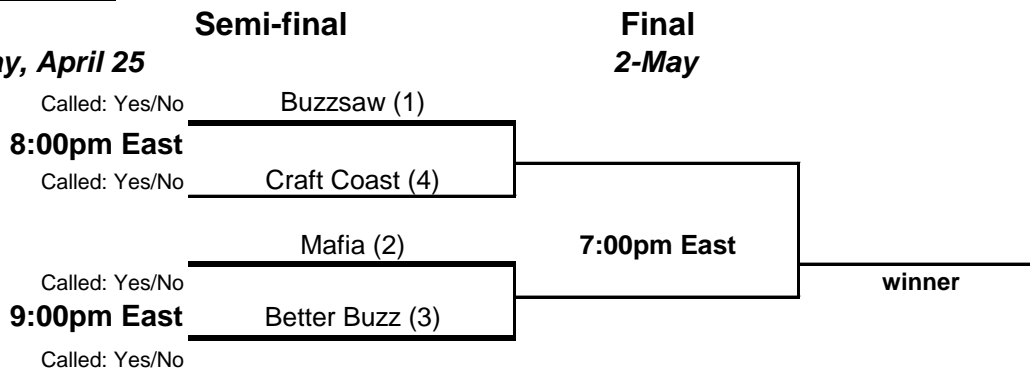 Semi-final Final
April 25 2-May
Called: Yes/No Buzzsaw (1)
8:00pm East
Called: Yes/No Craft Coast (4)
Mafia (2) 7:00pm East
Called: Yes/No winner
9:00pm East Better Buzz (3)
Called: Yes/No